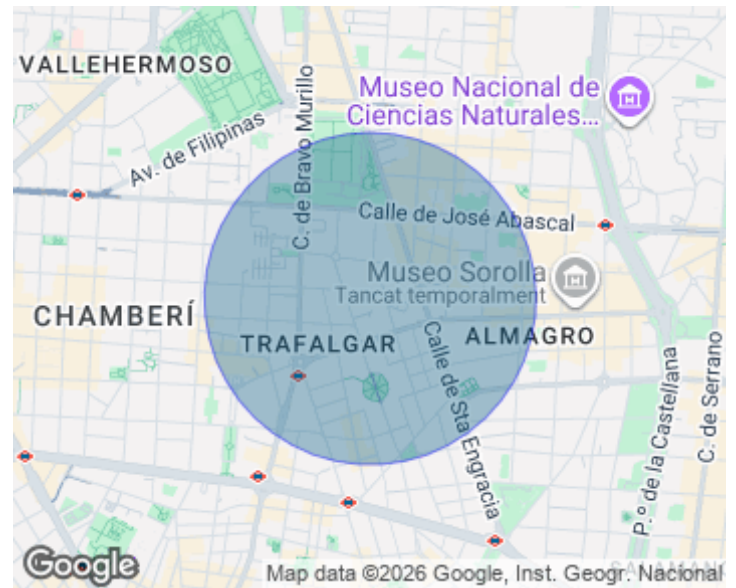 VALLEHERMOSO
Museo Nacional de
Ciencias Naturales...
C. de Bravo Murillo
Av. de Filipinas
Calle de José Abascal
Museo Sorolla
Tancat temporalment
CHAMBERÍ
TRAFALGAR
ALMAGRO
Calle de Sta Engracia
P.º de la Castellana
C. de Serrano
Google
Map data ©2026 Google, Inst. Geogr. Nacional